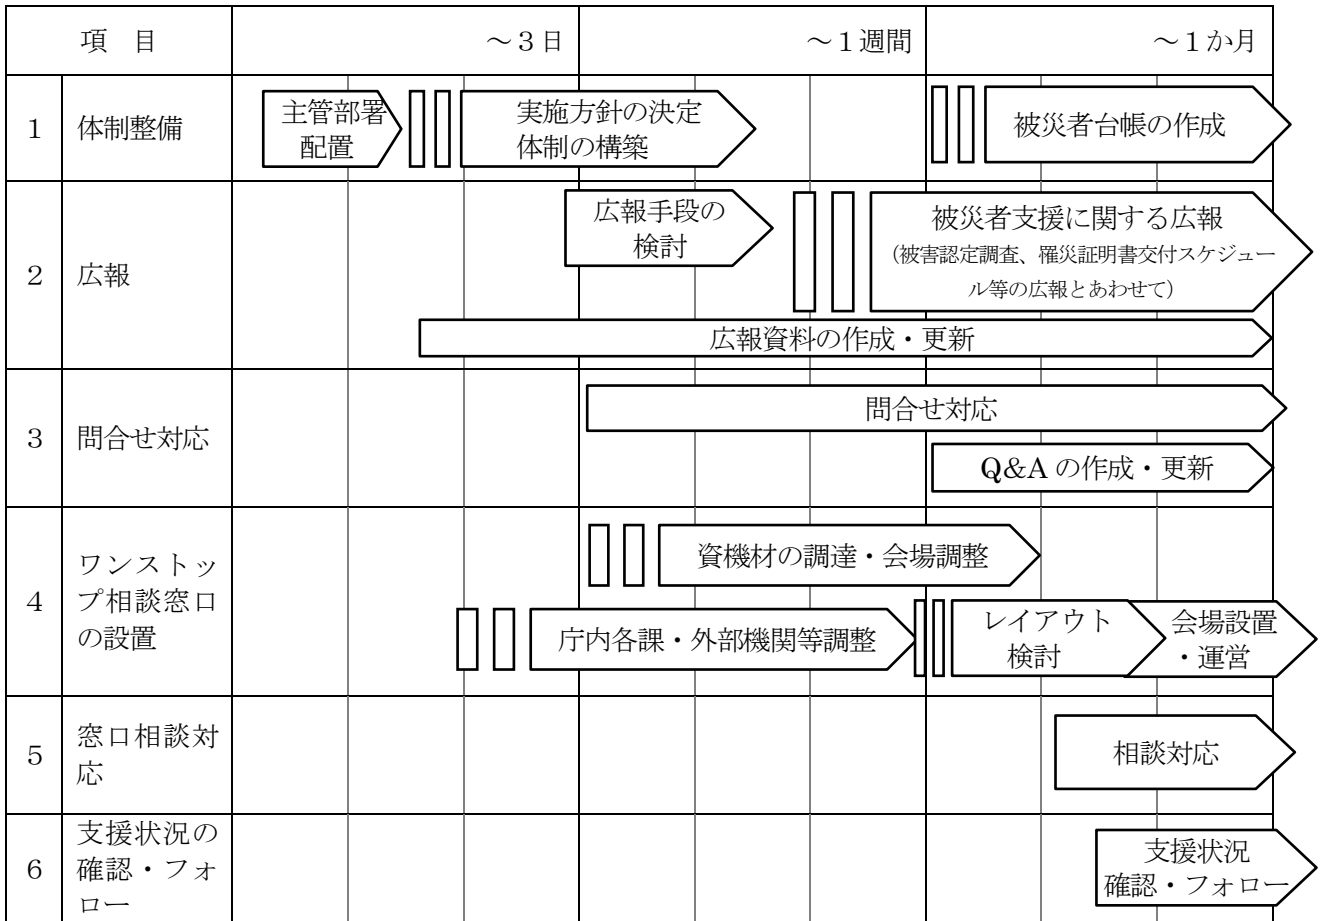 項　目
～３日
～１週間
～１か月
1
体制整備
主管部署
配置
実施方針の決定
体制の構築
被災者台帳の作成
2
広報
広報手段の
検討
被災者支援に関する広報
（被害認定調査、罹災証明書交付スケジュー
ル等の広報とあわせて）
広報資料の作成・更新
3
問合せ対応
問合せ対応
Q&A の作成・更新
4
ワンストッ
プ相談窓口
の設置
資機材の調達・会場調整
庁内各課・外部機関等調整
レイアウト
検討
会場設置
・運営
5
窓口相談対
応
相談対応
6
支援状況の
確認・フォ
ロー
支援状況
確認・フォロー